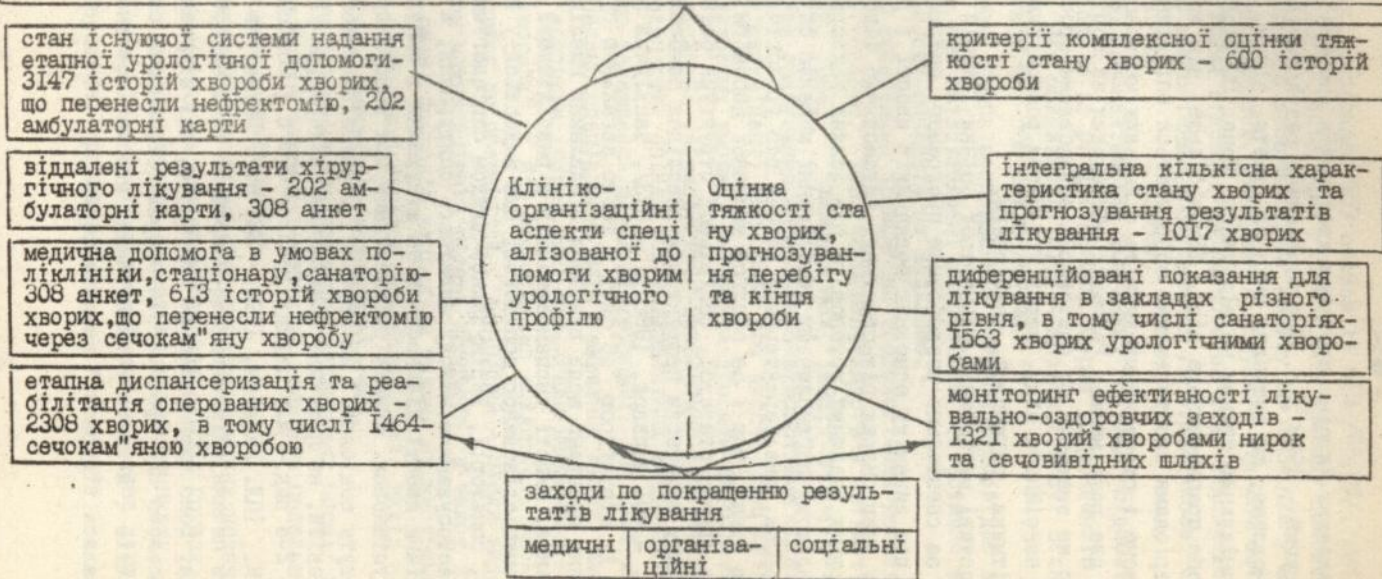 стан існуючої системи надання
етапної урологічної допомоги-
3147 історій хвороби хворих,
що перенесли нефректомію, 202
амбулаторні карти
віддалені результати хірур-
гічного лікування - 202 ам-
булаторні карти, 308 анкет
медична допомога в умовах по-
ліклініки,стаціонару,санаторію-
308 анкет, 613 історій хвороби
хворих,що перенесли нефректомію
через сечокам"яну хворобу
етапна диспансеризація та реа-
білітація оперованих хворих -
2308 хворих, в тому числі 1464-
сечокам"яною хворобою
Клініко-
організаційні
аспекти спеці
алізованої до
помоги хворим
урологічного
профілю
Оцінка
тяжкості ста
ну хворих,
прогнозуван-
ня перебігу
та кінця
хвороби
критерії комплексної оцінки тяж-
кості стану хворих - 600 історій
хвороби
інтегральна кількісна харак-
теристика стану хворих та
прогнозування результатів
лікування - 1017 хворих
диференційовані показання для
лікування в закладах різного
рівня, в тому числі санаторіях-
1563 хворих урологічними хворо-
бами
моніторинг ефективності ліку-
вально-оздоровчих заходів -
1321 хворий хворобами нирок
та сечовивідних шляхів
заходи по покращенню резуль-
татів лікування
медичні
організа-
ційні
соціальні